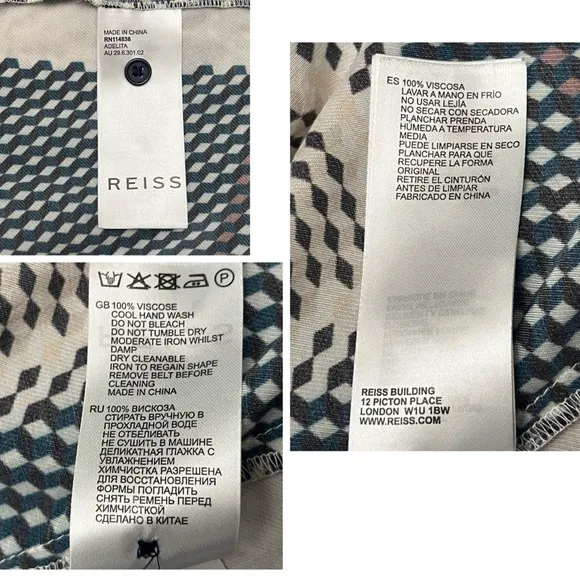 MADE IN CHINA
RN114836
ADELITA
AU 29.6.301.02
REISS
ES 100% VISCOSA
LAVAR A MANO EN FRÍO
NO USAR LEJÍA
NO SECAR CON SECADORA
PLANCHAR PRENDA
HÚMEDA A TEMPERATURA
MEDIA
PUEDE LIMPIARSE EN SECO
PLANCHAR PARA QUE
RECUPERE LA FORMA
ORIGINAL
RETIRE EL CINTURÓN
ANTES DE LIMPIAR
FABRICADO EN CHINA
REISS BUILDING
12 PICTON PLACE
LONDON W1U 1BW
WWW.REISS.COM
P
GB 100% VISCOSE
COOL HAND WASH
DO NOT BLEACH
DO NOT TUMBLE DRY
MODERATE IRON WHILST
DAMP
DRY CLEANABLE
IRON TO REGAIN SHAPE
REMOVE BELT BEFORE
CLEANING
MADE IN CHINA
RU 100% ВИСКОЗА
СТИРАТЬ ВРУЧНУЮ В
ПРОХЛАДНОЙ ВОДЕ
НЕ ОТБЕЛИВАТЬ
НЕ СУШИТЬ В МАШИНЕ
ДЕЛИКАТНАЯ ГЛАЖКА С
УВЛАЖНЕНИЕМ
ХИМЧИСТКА РАЗРЕШЕНА
ДЛЯ ВОССТАНОВЛЕНИЯ
ФОРМЫ ПОГЛАДИТЬ
СНЯТЬ РЕМЕНЬ ПЕРЕД
ХИМЧИСТКОЙ
СДЕЛАНО В КИТАЕ